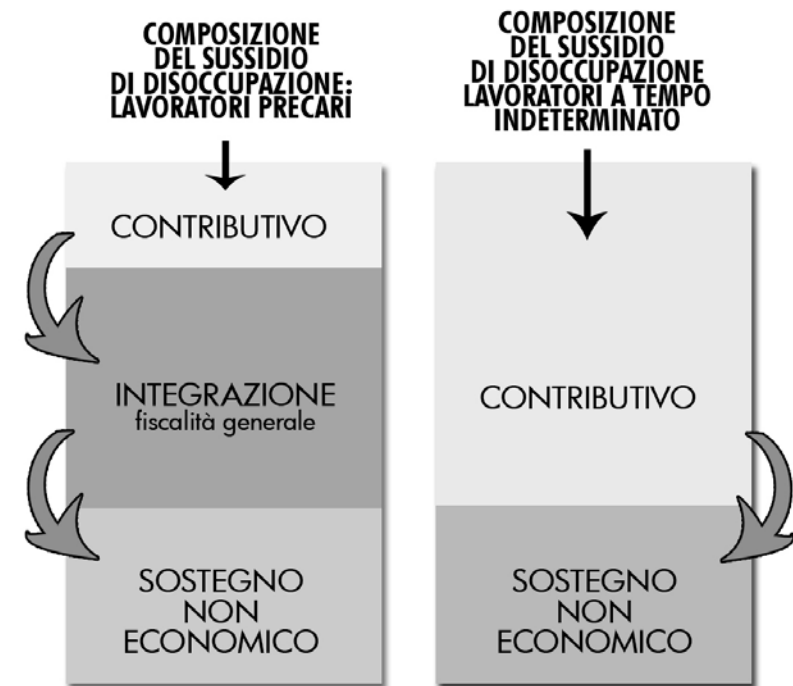 COMPOSIZIONE
DEL SUSSIDIO
DI DISOCCUPAZIONE:
LAVORATORI PRECARI
CONTRIBUTIVO
INTEGRAZIONE
fiscalità generale
SOSTEGNO
NON
ECONOMICO
COMPOSIZIONE
DEL SUSSIDIO
DI DISOCCUPAZIONE
LAVORATORI A TEMPO
INDETERMINATO
CONTRIBUTIVO
SOSTEGNO
NON
ECONOMICO